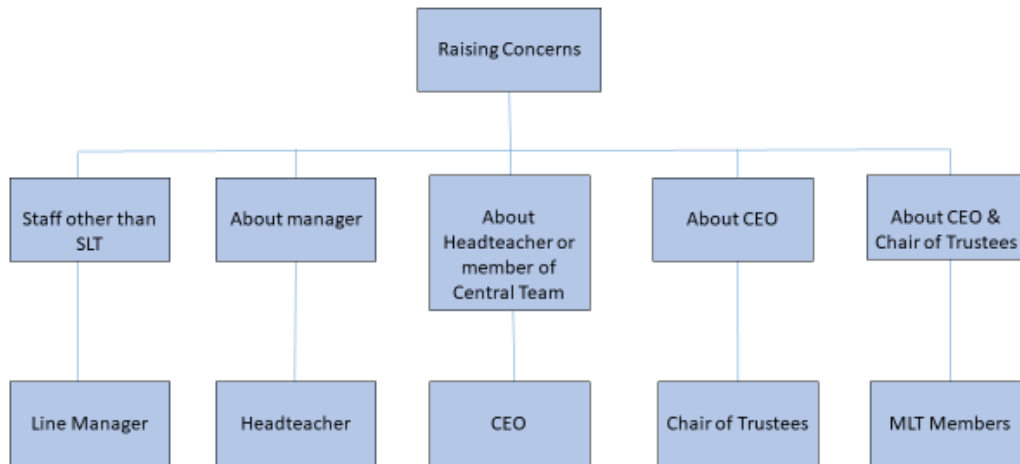 Raising Concerns
Staff other than
SLT
About manager
About
Headteacher or
member of
Central Team
About CEO
About CEO &
Chair of Trustees
Line Manager
Headteacher
CEO
Chair of Trustees
MLT Members